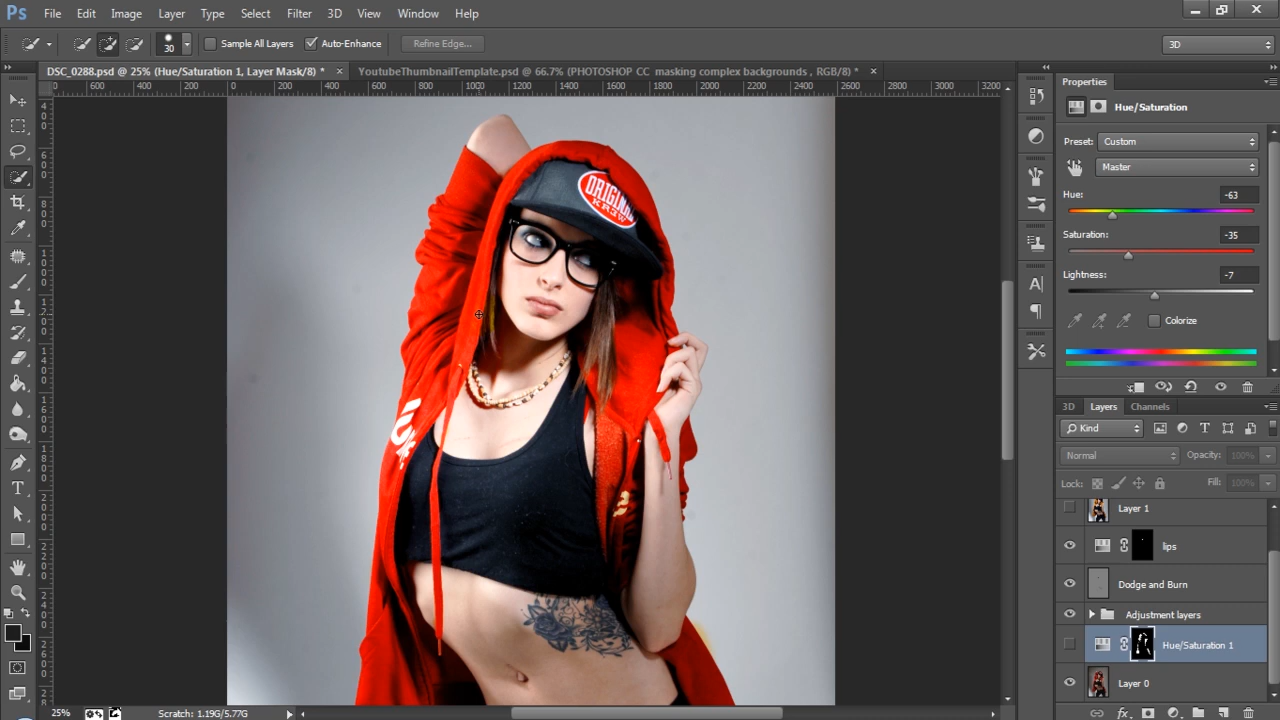 Ps File Edit Image Layer Type Select Filter 3D View Window Help
30 Sample All Layers Auto-Enhance Refine Edge... 3D
DSC_0288.psd @ 25% (Hue/Saturation 1, Layer Mask/8) * × YoutubeThumbnailTemplate.psd @ 66.7% (PHOTOSHOP CC masking complex backgrounds , RGB/8) * ×
600 400 200 0 200 400 600 800 1000 1200 1400 1600 1800 2000 2200 2400 2600 2800 3000 3200
Properties
Hue/Saturation
Preset: Custom
Master
Hue: -63
Saturation: -35
Lightness: -7
Colorize
ORIGINAL
KREW
3D Layers Channels
Kind
Normal Opacity: 100%
Lock: Fill: 100%
Layer 1
lips
Dodge and Burn
Adjustment layers
Hue/Saturation 1
Layer 0
25% Scratch: 1.19G/5.77G